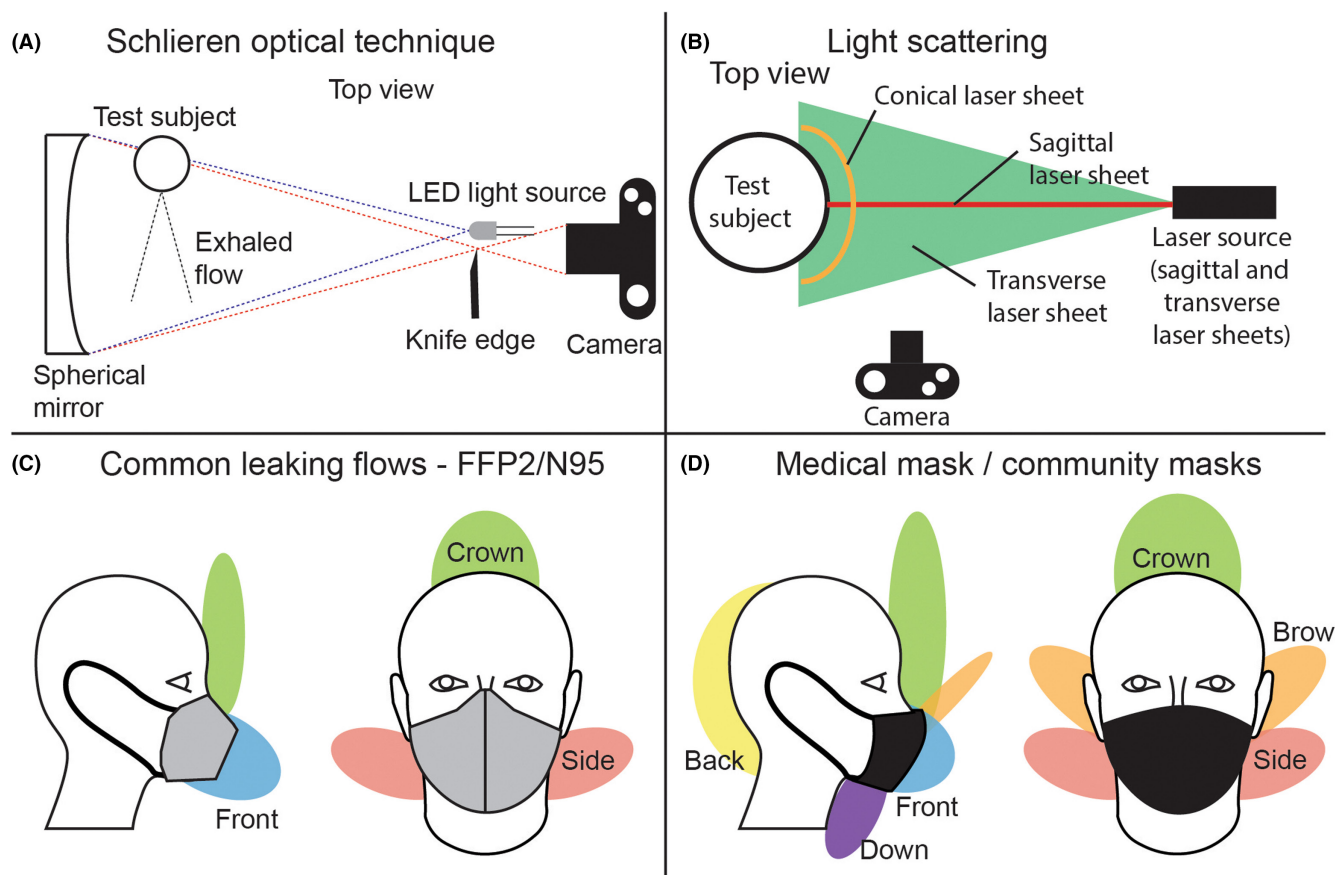 (A)
Schlieren optical technique
Top view
Test subject
LED light source
Exhaled
flow
Knife edge
Camera
Spherical
mirror
(B)
Light scattering
Top view
Conical laser sheet
Sagittal
laser sheet
Test
subject
Laser source
(sagittal and
transverse
laser sheets)
Transverse
laser sheet
Camera
(C)
Common leaking flows - FFP2/N95
Crown
Side
Front
(D)
Medical mask / community masks
Crown
Brow
Back
Side
Front
Down